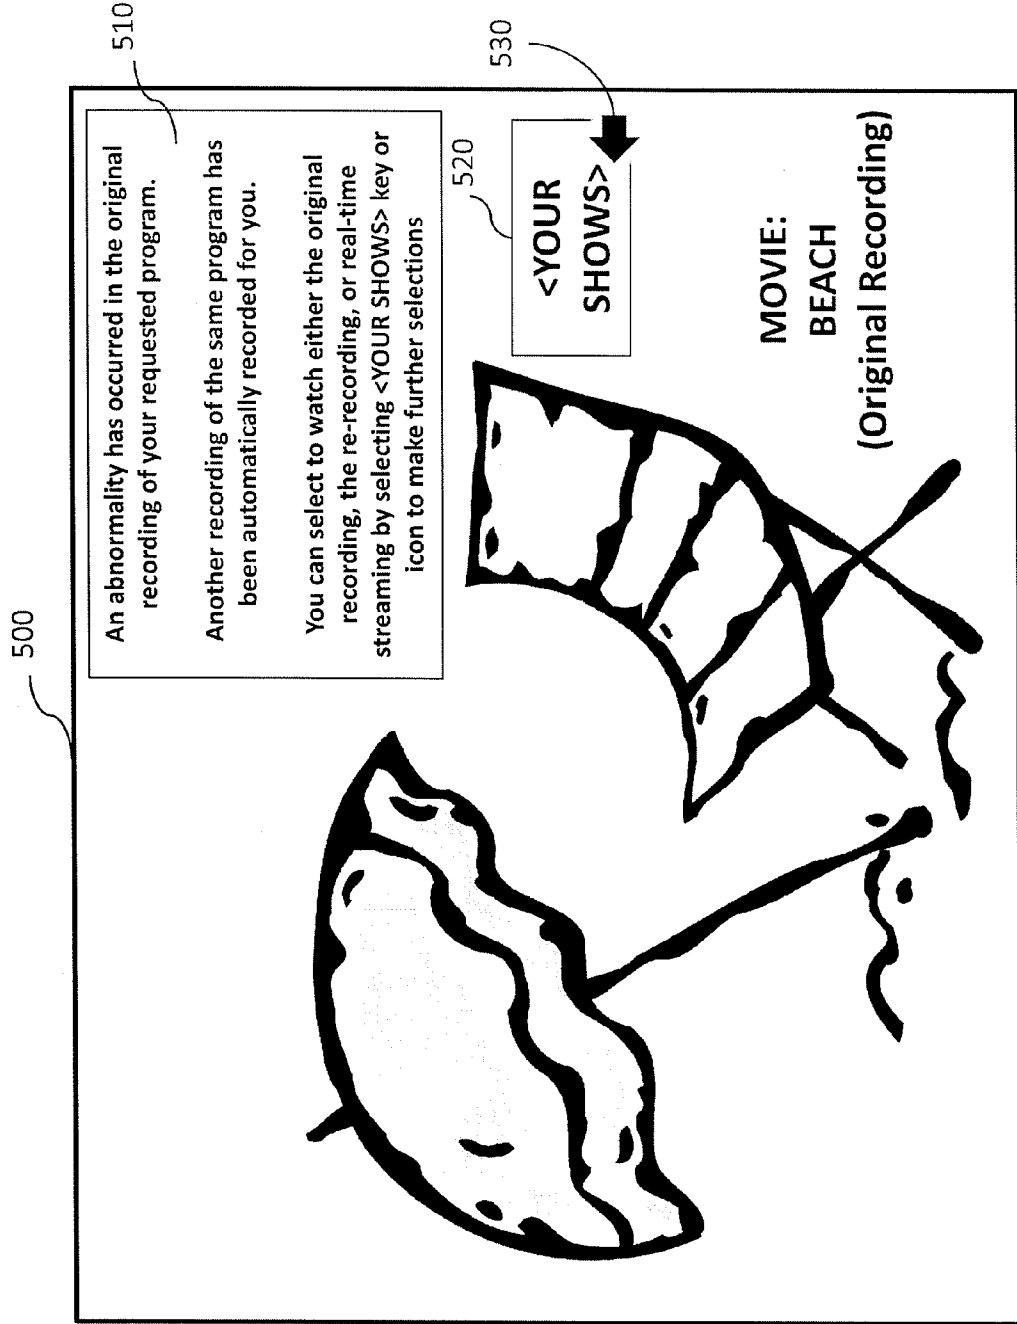 500
510
An abnormality has occurred in the original
recording of your requested program.
Another recording of the same program has
been automatically recorded for you.
You can select to watch either the original
recording, the re-recording, or real-time
streaming by selecting <YOUR SHOWS> key or
icon to make further selections
520
530
<YOUR
SHOWS>
MOVIE:
BEACH
(Original Recording)